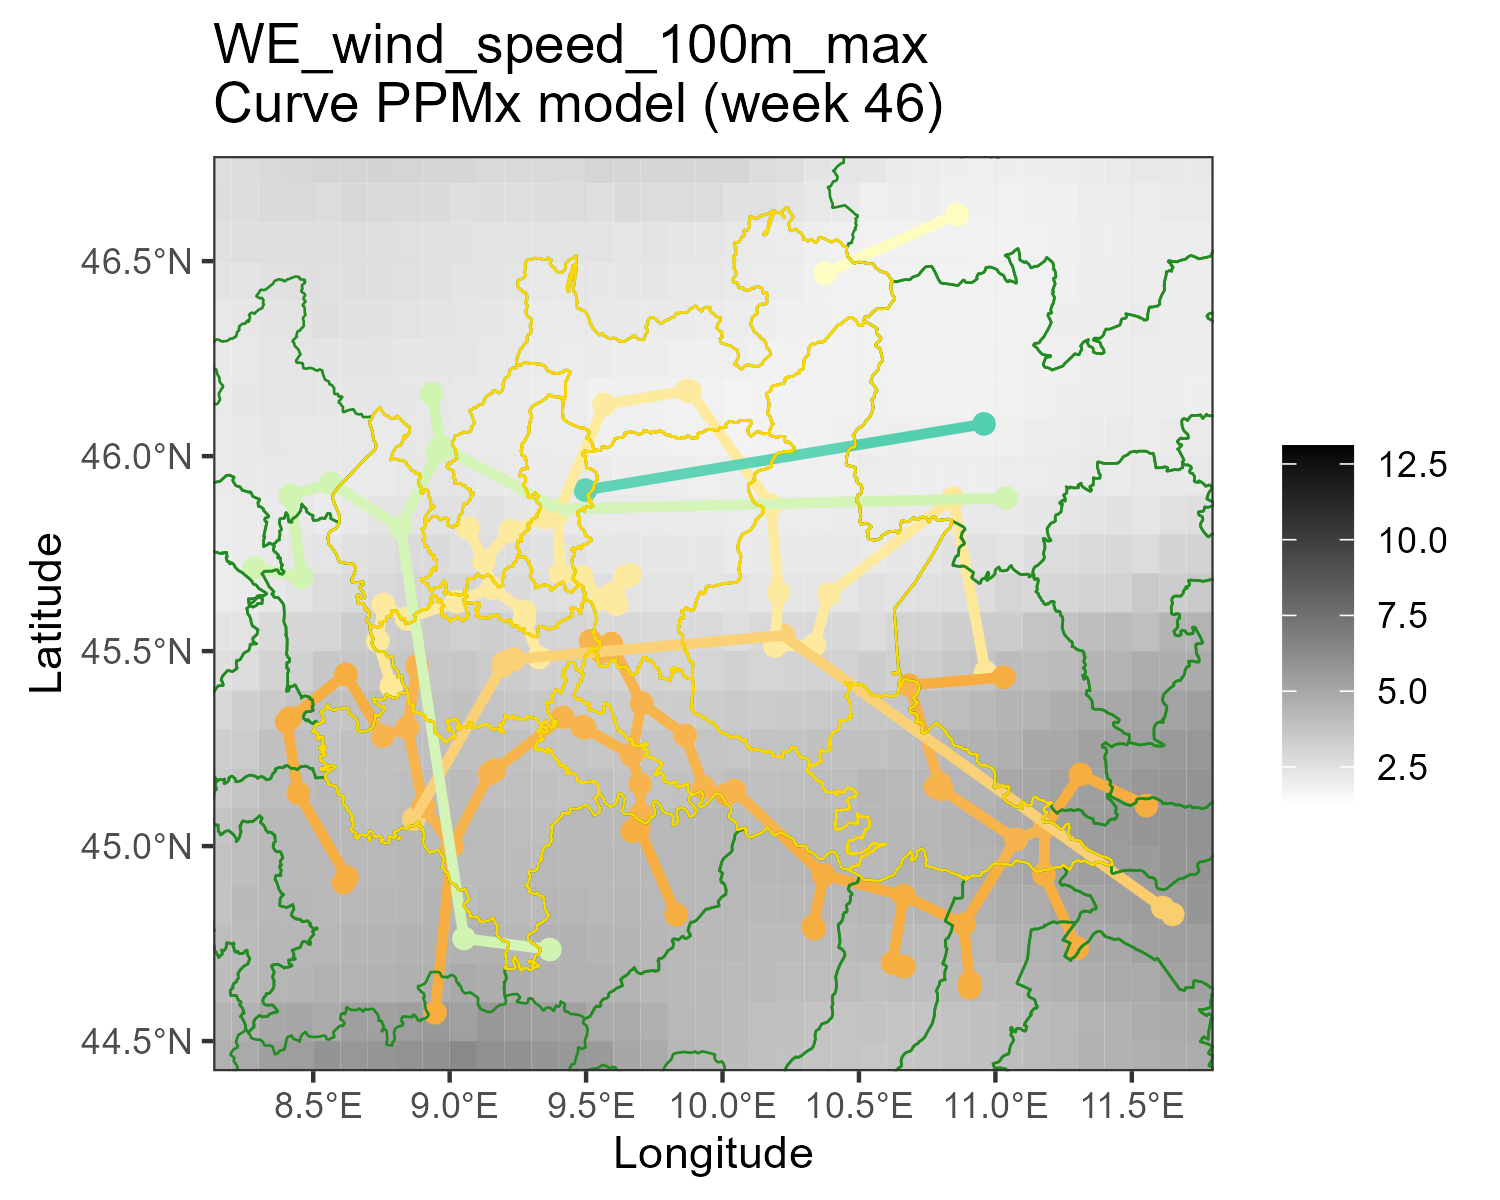 WE_wind_speed_100m_max
Curve PPMx model (week 46)
46.5°N
46.0°N
45.5°N
45.0°N
44.5°N
Latitude
8.5°E 9.0°E 9.5°E 10.0°E 10.5°E 11.0°E 11.5°E
Longitude
12.5
10.0
7.5
5.0
2.5